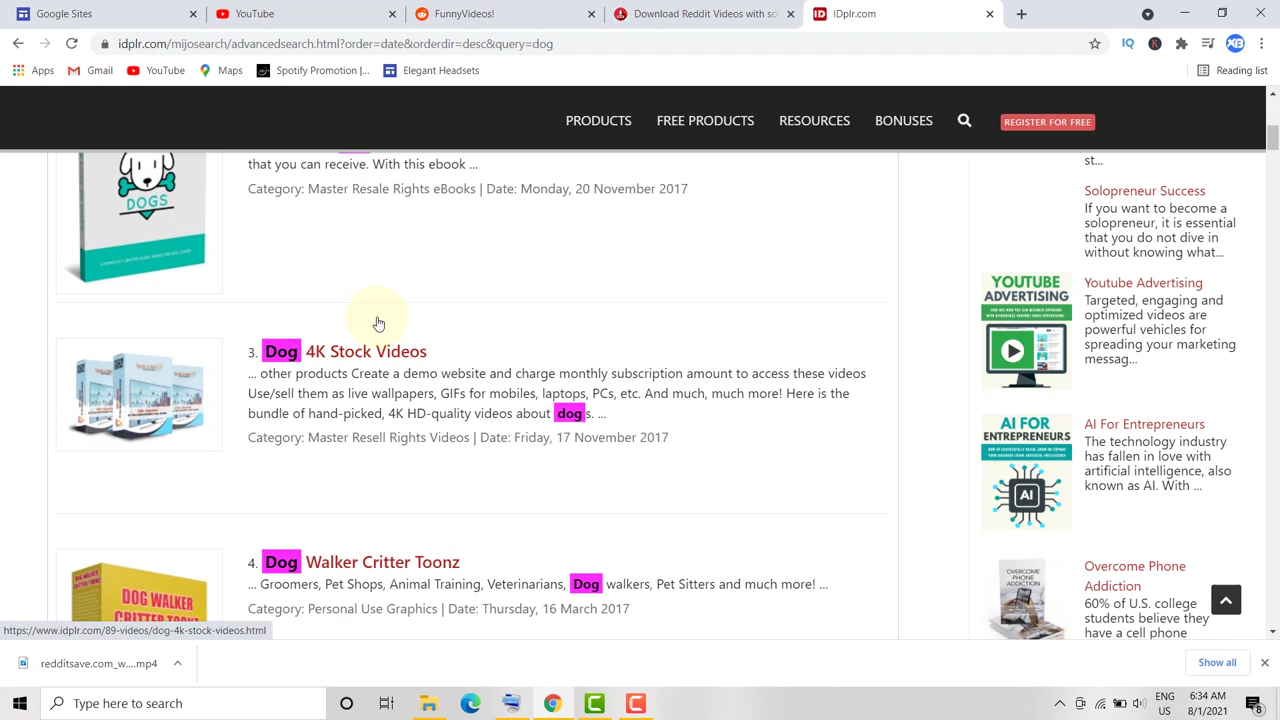 Google Sites
YouTube
FunnyVideos!
Download Reddit Videos with so
IDplr.com
idplr.com/mijosearch/advancedsearch.html?order=date&orderdir=desc&query=dog
Apps
Gmail
YouTube
Maps
Spotify Promotion |...
Elegant Headsets
Reading list
PRODUCTS
FREE PRODUCTS
RESOURCES
BONUSES
REGISTER FOR FREE
DOGS
that you can receive. With this ebook ...
Category: Master Resale Rights eBooks | Date: Monday, 20 November 2017
3. Dog 4K Stock Videos
... other products Create a demo website and charge monthly subscription amount to access these videos
Use/sell them as live wallpapers, GIFs for mobiles, laptops, PCs, etc. And much, much more! Here is the
bundle of hand-picked, 4K HD-quality videos about dogs. ...
Category: Master Resell Rights Videos | Date: Friday, 17 November 2017
DOG WALKER
CRITTER TOONZ
4. Dog Walker Critter Toonz
... Groomers, Pet Shops, Animal Training, Veterinarians, Dog walkers, Pet Sitters and much more! ...
Category: Personal Use Graphics | Date: Thursday, 16 March 2017
st...
Solopreneur Success
If you want to become a
solopreneur, it is essential
that you do not dive in
without knowing what...
YOUTUBE
ADVERTISING
Youtube Advertising
Targeted, engaging and
optimized videos are
powerful vehicles for
spreading your marketing
messag...
AI FOR
ENTREPRENEURS
AI
AI For Entrepreneurs
The technology industry
has fallen in love with
artificial intelligence, also
known as AI. With ...
OVERCOME
PHONE
ADDICTION
Overcome Phone
Addiction
60% of U.S. college
students believe they
have a cell phone
https://www.idplr.com/89-videos/dog-4k-stock-videos.html
redditsave.com_w....mp4
Show all
Type here to search
ENG
US
6:34 AM
8/1/2021
8